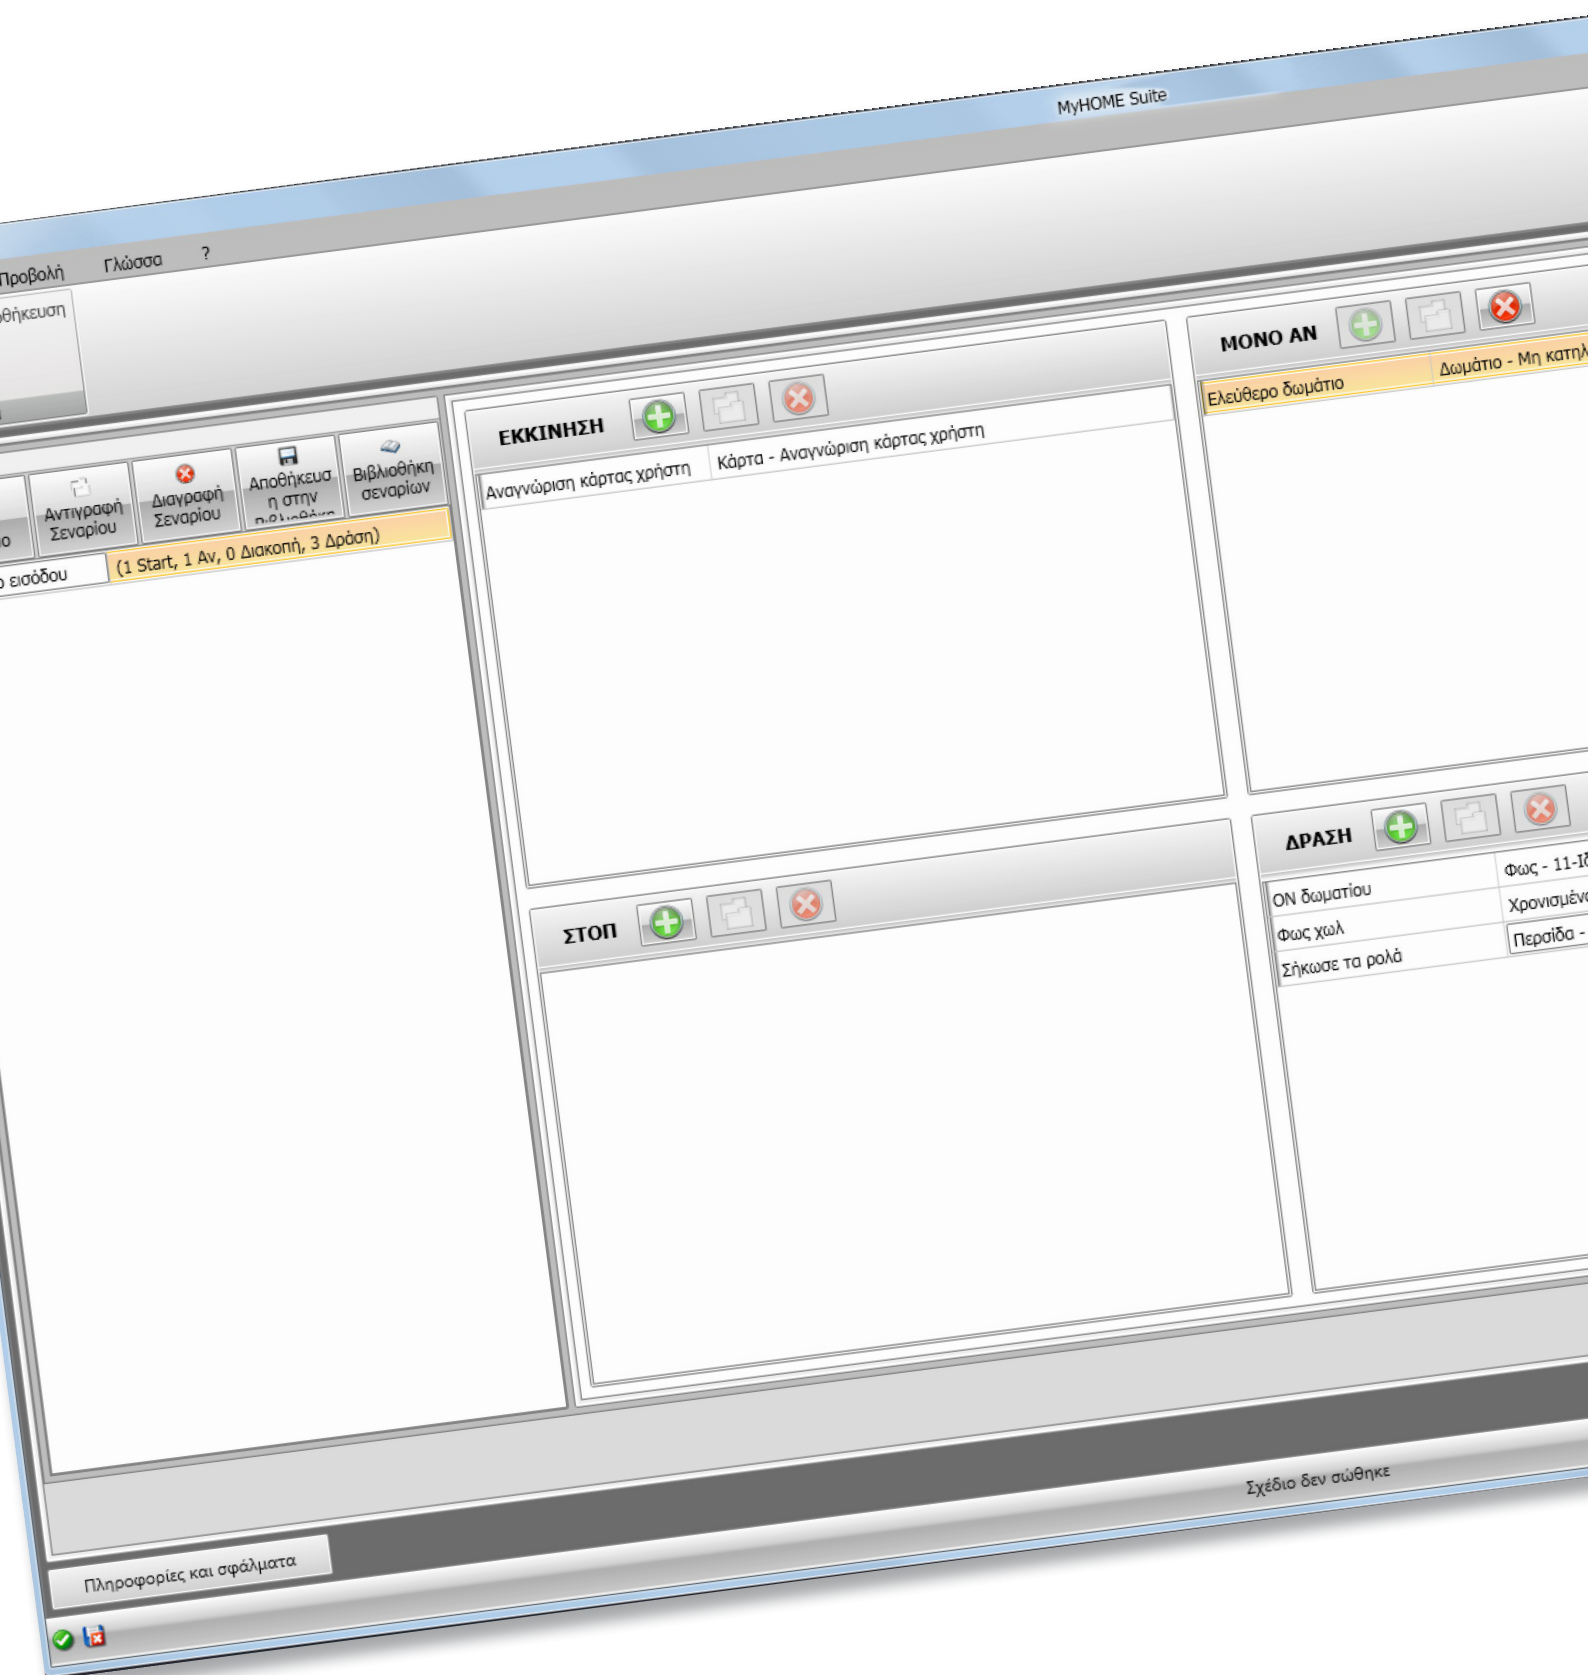 MyHOME Suite
Προβολή Γλώσσα ?
οθήκευση
ΕΚΚΙΝΗΣΗ
Αναγνώριση κάρτας χρήστη Κάρτα - Αναγνώριση κάρτας χρήστη
ΜΟΝΟ ΑΝ
Ελεύθερο δωμάτιο Δωμάτιο - Μη κατηλ
Αντιγραφή
Σεναρίου
Διαγραφή
Σεναρίου
Αποθήκευσ
η στην
Βιβλιοθήκη
Βιβλιοθήκη
σεναρίων
ο εισόδου (1 Start, 1 Αν, 0 Διακοπή, 3 Δράση)
ΣΤΟΠ
ΔΡΑΣΗ
ON δωματίου Φως - 11-Ιδ
Φως χωλ Χρονισμένο
Σήκωσε τα ρολά Περσίδα -
Σχέδιο δεν σώθηκε
Πληροφορίες και σφάλματα